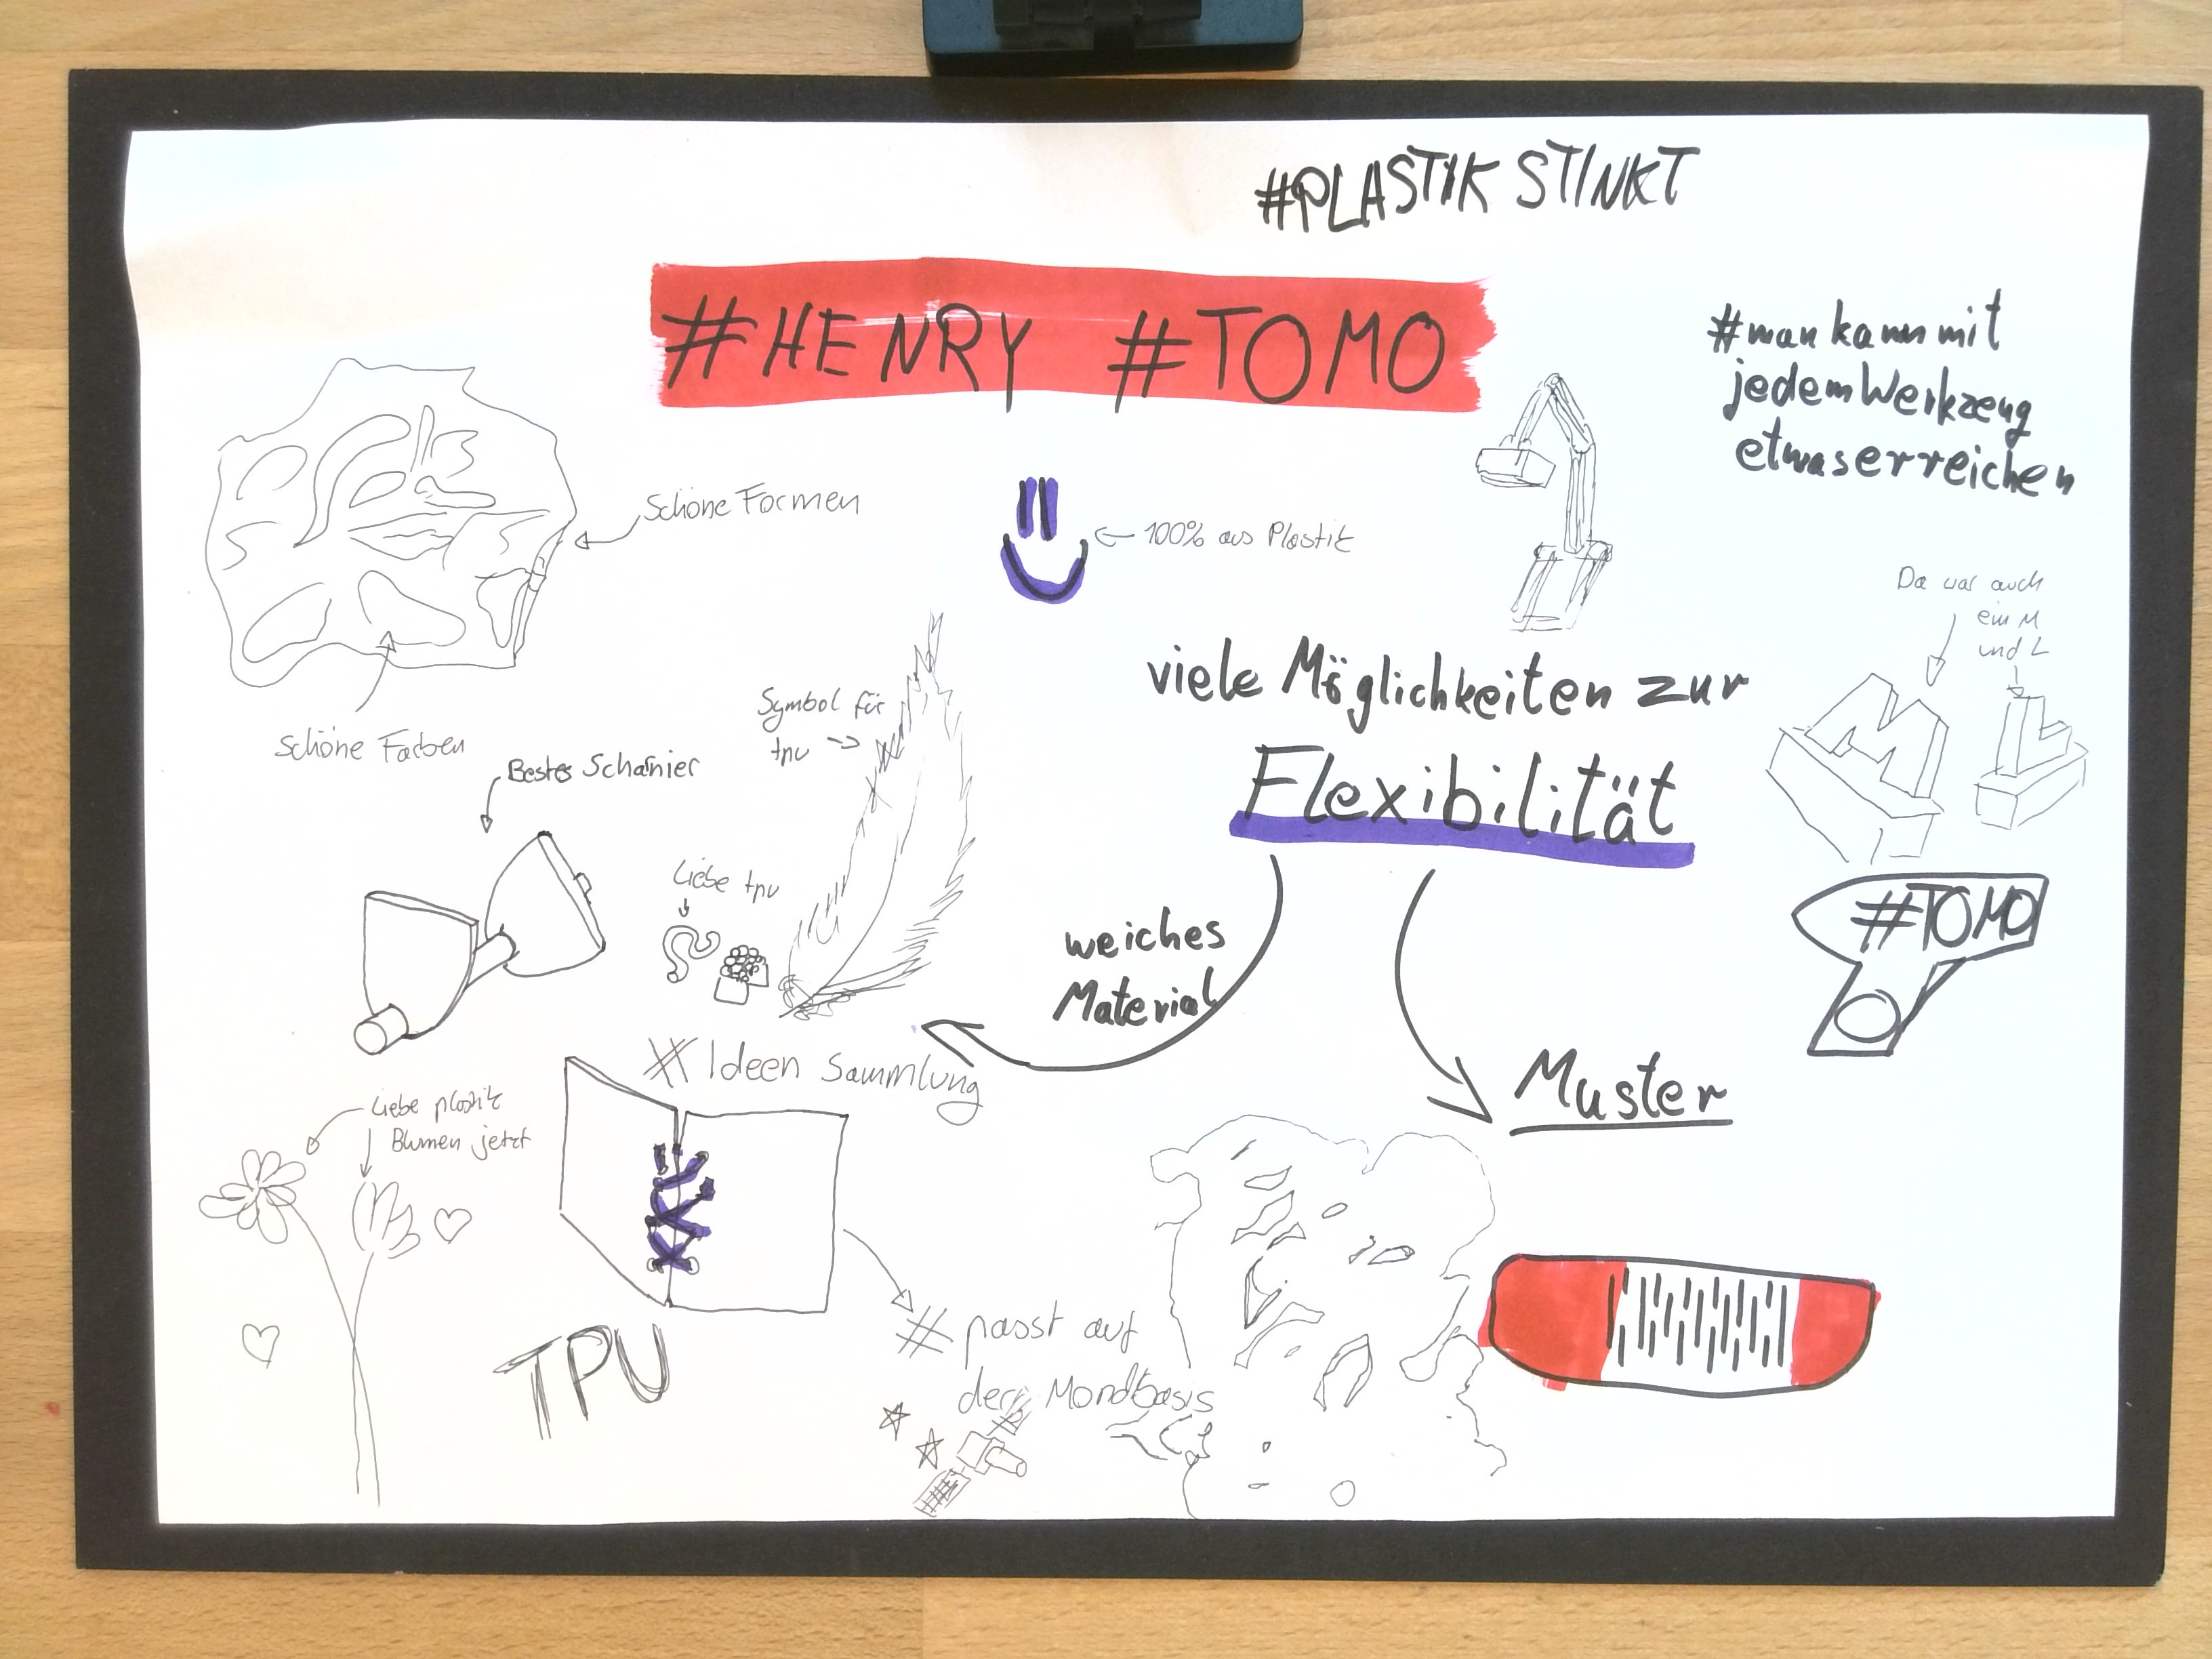 #PLASTIK STINKT
#HENRY #TOMO
#man kann mit
jedem Werkzeug
etwas erreichen
Schöne Formen
100% aus Plastik
Da war auch
ein M
und L
Schöne Farben
Symbol für
tpu
viele Möglichkeiten zur
Flexibilität
M
L
Bestes Scharnier
Liebe tpu
weiches
Material
#TOMO
# Ideen Sammlung
Muster
Liebe plastik
Blumen jetzt
TPU
# passt auf
der Mondbasis